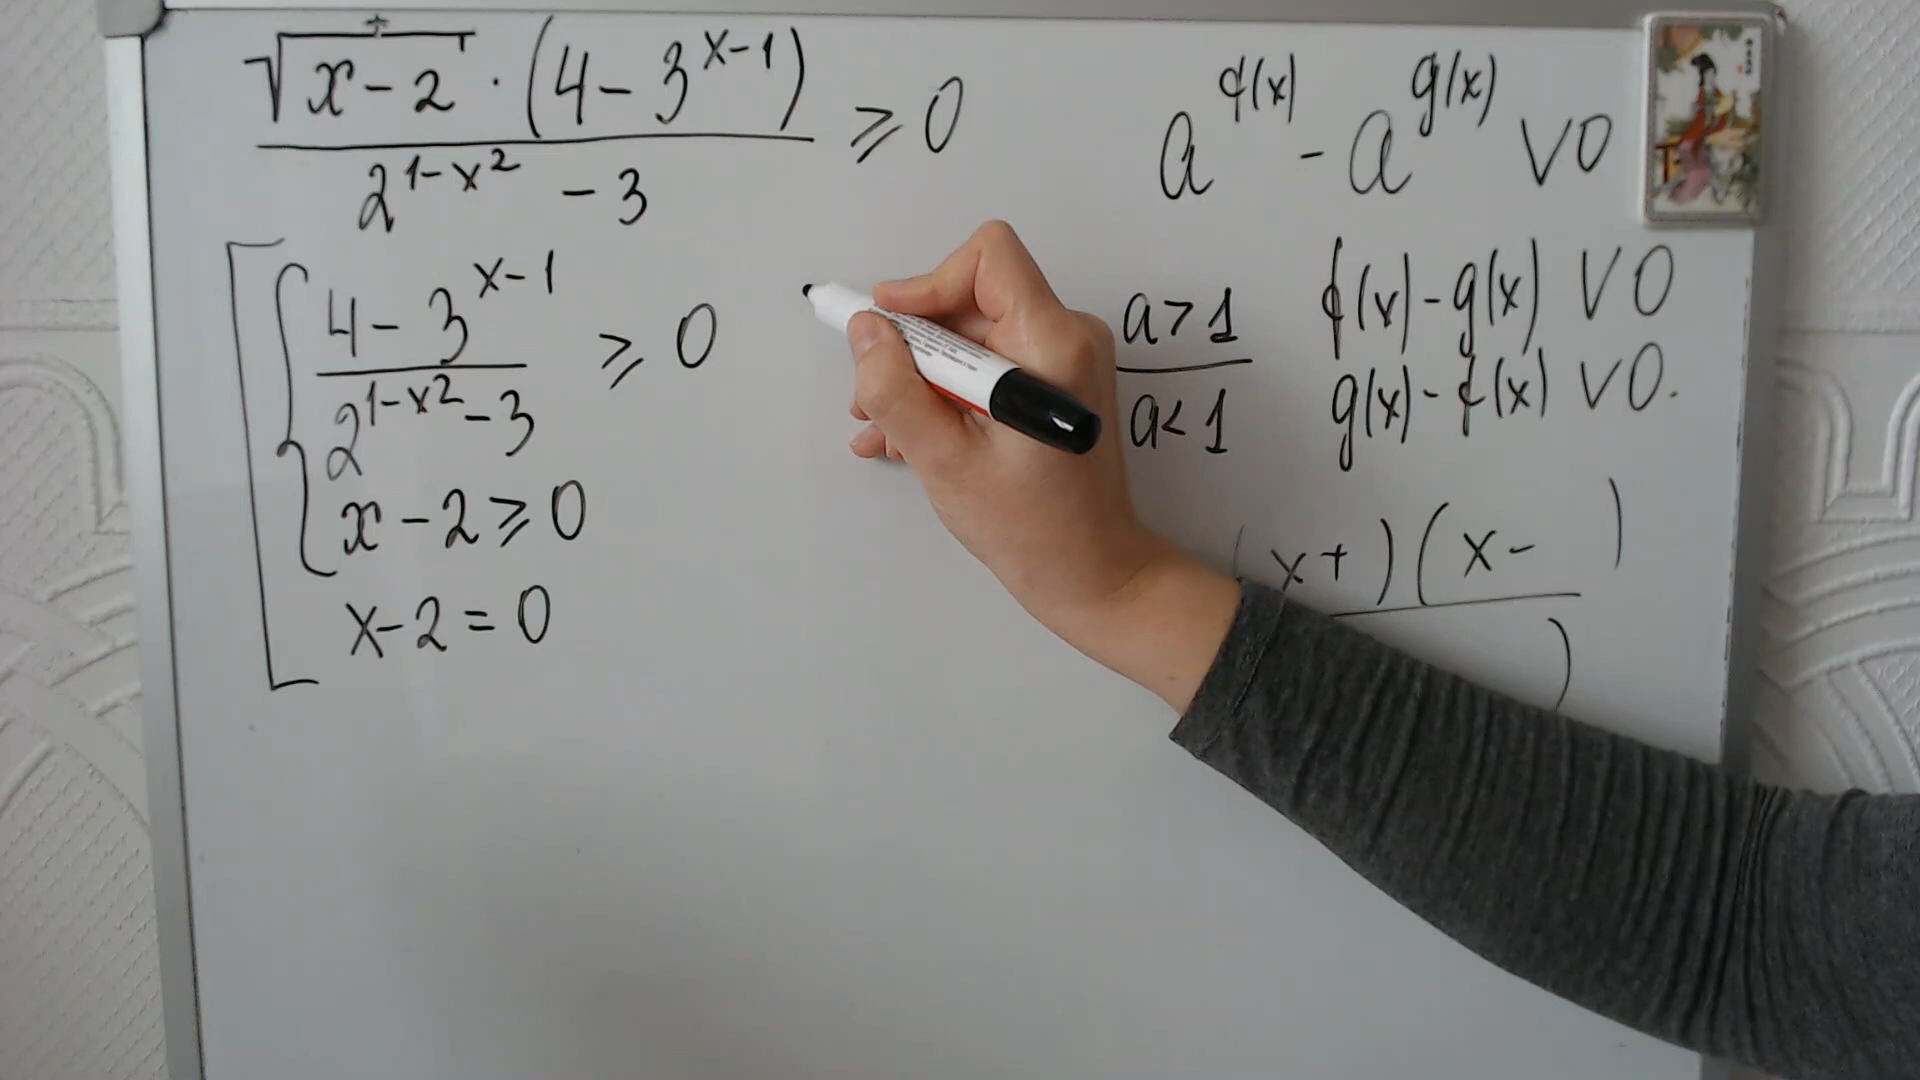 √(x-2) · (4 - 3^(x-1)) / (2^(1-x²) - 3) ≥ 0
(4 - 3^(x-1)) / (2^(1-x²) - 3) ≥ 0
x - 2 ≥ 0
x-2 = 0
a^f(x) - a^g(x) V 0
a > 1 f(x) - g(x) V 0
a < 1 g(x) - f(x) V 0.
x+ ) ( x- )
)